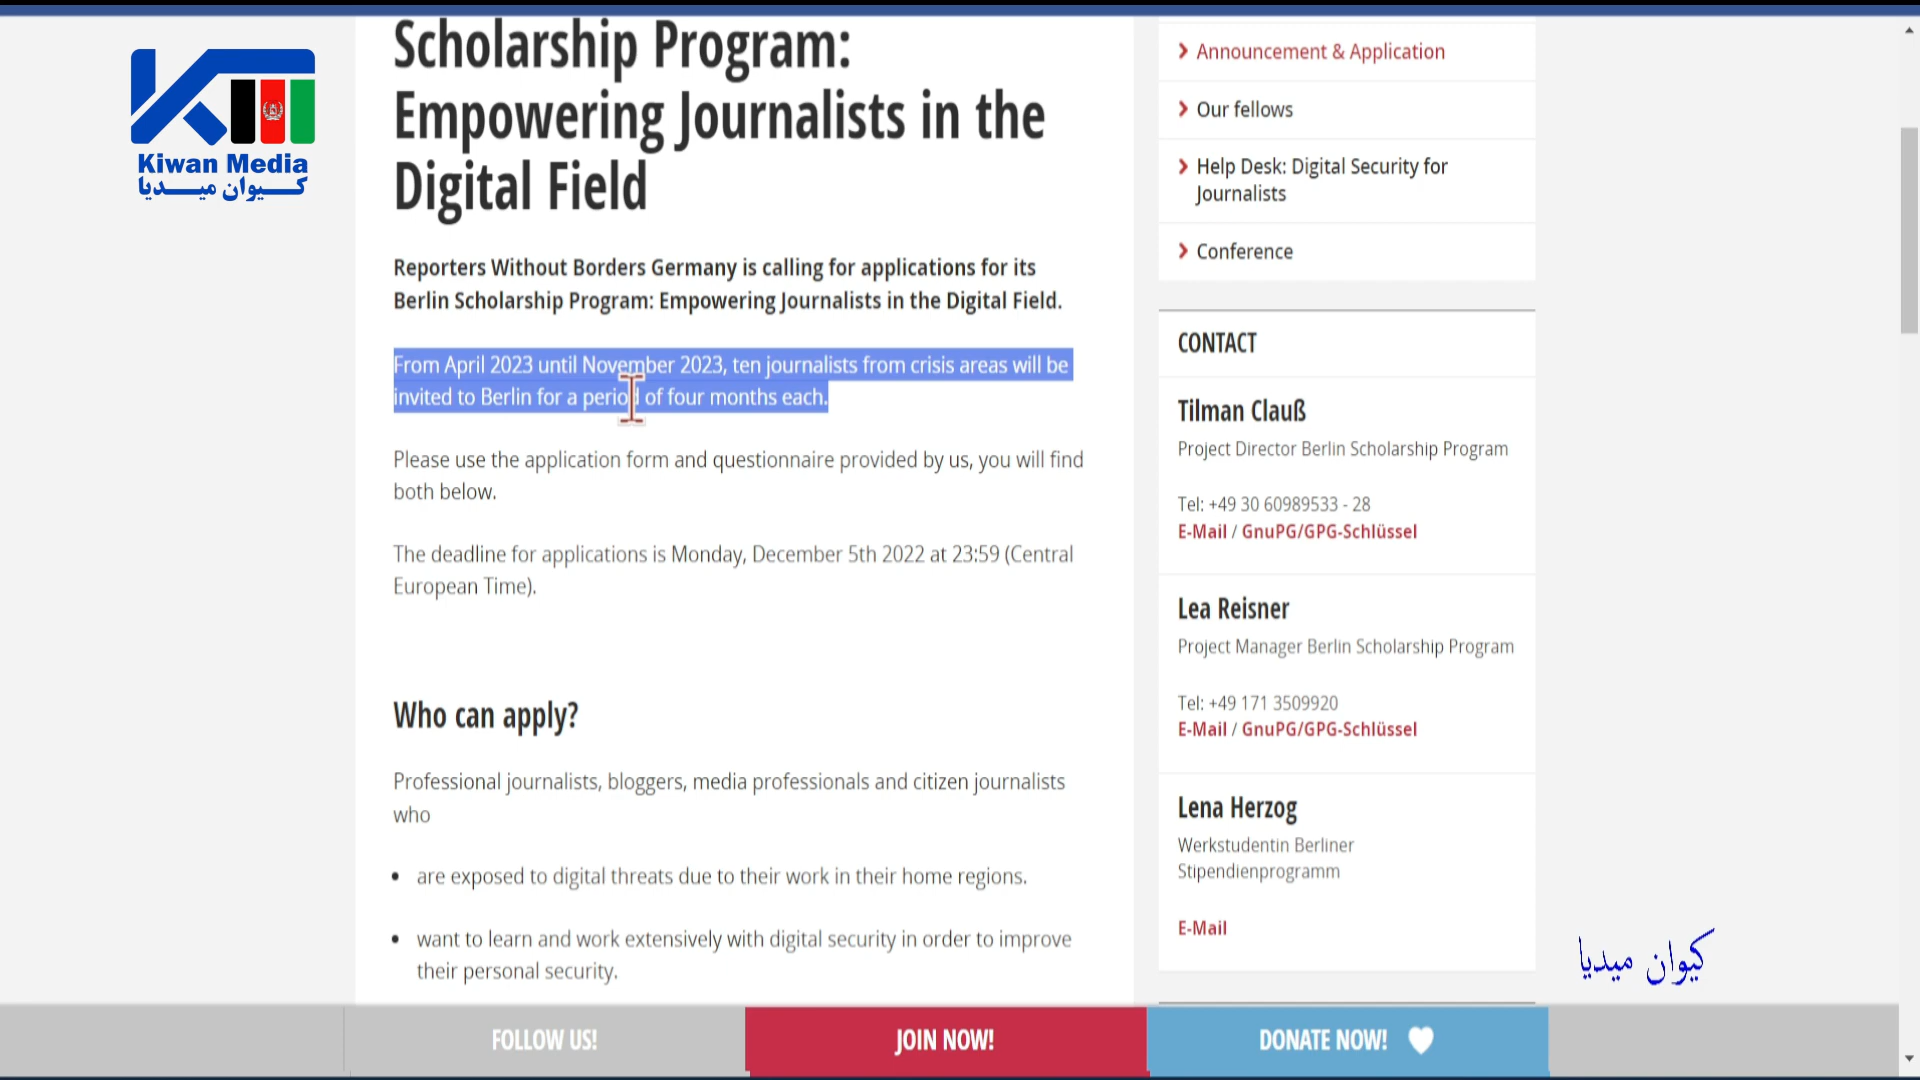 Kiwan Media
کیوان میدیا
Scholarship Program:
Empowering Journalists in the
Digital Field
Reporters Without Borders Germany is calling for applications for its
Berlin Scholarship Program: Empowering Journalists in the Digital Field.
From April 2023 until November 2023, ten journalists from crisis areas will be
invited to Berlin for a period of four months each.
Please use the application form and questionnaire provided by us, you will find
both below.
The deadline for applications is Monday, December 5th 2022 at 23:59 (Central
European Time).
Who can apply?
Professional journalists, bloggers, media professionals and citizen journalists
who
• are exposed to digital threats due to their work in their home regions.
• want to learn and work extensively with digital security in order to improve
their personal security.
Announcement & Application
Our fellows
Help Desk: Digital Security for
Journalists
Conference
CONTACT
Tilman Clauß
Project Director Berlin Scholarship Program
Tel: +49 30 60989533 - 28
E-Mail / GnuPG/GPG-Schlüssel
Lea Reisner
Project Manager Berlin Scholarship Program
Tel: +49 171 3509920
E-Mail / GnuPG/GPG-Schlüssel
Lena Herzog
Werkstudentin Berliner
Stipendienprogramm
E-Mail
کیوان میدیا
FOLLOW US!
JOIN NOW!
DONATE NOW!